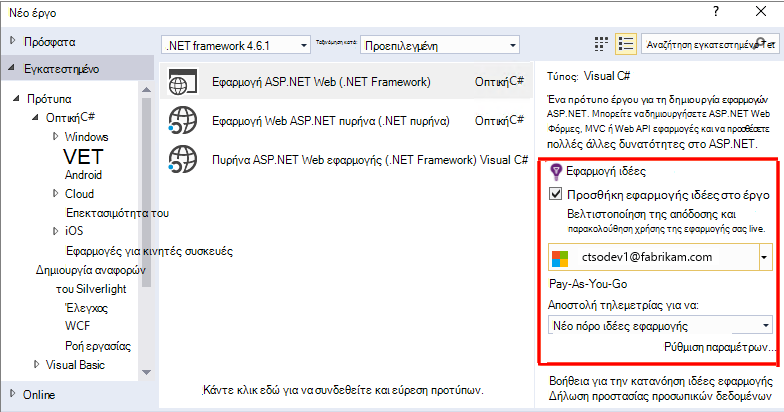 Νέο έργο
?
Πρόσφατα
.NET framework 4.6.1
Ταξινόμηση κατά:
Προεπιλεγμένη
Αναζήτηση εγκατεστημένο Tet
Εγκατεστημένο
Πρότυπα
ΟπτικήC#
Windows
VET
Android
Cloud
Επεκτασιμότητα του
iOS
Εφαρμογές για κινητές συσκευές
Δημιουργία αναφορών
του Silverlight
Έλεγχος
WCF
Ροή εργασίας
Visual Basic
Online
Εφαρμογή ASP.NET Web (.NET Framework) ΟπτικήC#
Εφαρμογή Web ASP.NET πυρήνα (.NET πυρήνα) ΟπτικήC#
Πυρήνα ASP.NET Web εφαρμογής (.NET Framework) Visual C#
Κάντε κλικ εδώ για να συνδεθείτε και εύρεση προτύπων.
Τύπος: Visual C#
Ένα πρότυπο έργου για τη δημιουργία εφαρμογών
ASP.NET. Μπορείτε να δημιουργήσετε ASP.NET Web
Φόρμες, MVC ή Web API εφαρμογές και να προσθέσετε
πολλές άλλες δυνατότητες στο ASP.NET.
Εφαρμογή ιδέες
Προσθήκη εφαρμογής ιδέες στο έργο
Βελτιστοποίηση της απόδοσης και
παρακολούθηση χρήσης της εφαρμογής σας live.
ctsodev1@fabrikam.com
Pay-As-You-Go
Αποστολή τηλεμετρίας για να:
Νέο πόρο ιδέες εφαρμογής
Ρύθμιση παραμέτρων...
Βοήθεια για την κατανόηση ιδέες εφαρμογή
Δήλωση προστασίας προσωπικών δεδομένων